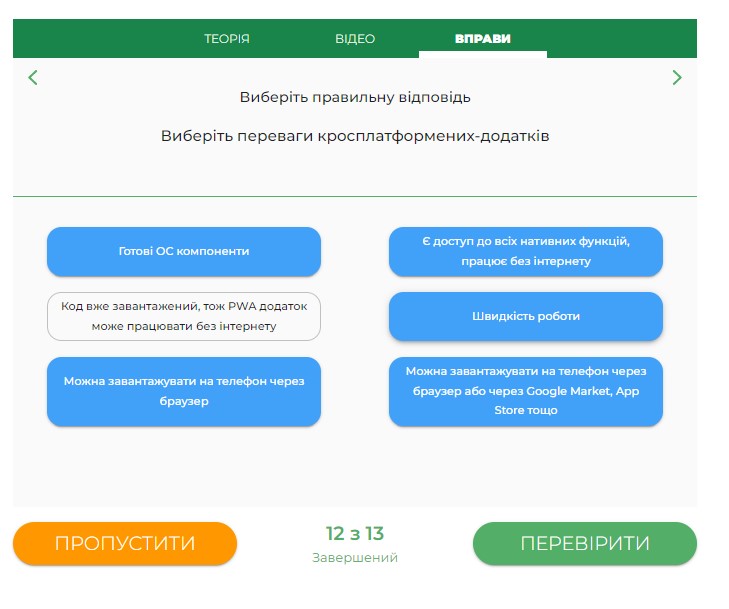 ТЕОРІЯ ВІДЕО ВПРАВИ
Виберіть правильну відповідь
Виберіть переваги кросплатформених-додатків
Готові ОС компоненти
Є доступ до всіх нативних функцій,
працює без інтернету
Код вже завантажений, тож PWA додаток
може працювати без інтернету
Швидкість роботи
Можна завантажувати на телефон через
браузер
Можна завантажувати на телефон через
браузер або через Google Market, App
Store тощо
ПРОПУСТИТИ
12 з 13
Завершений
ПЕРЕВІРИТИ